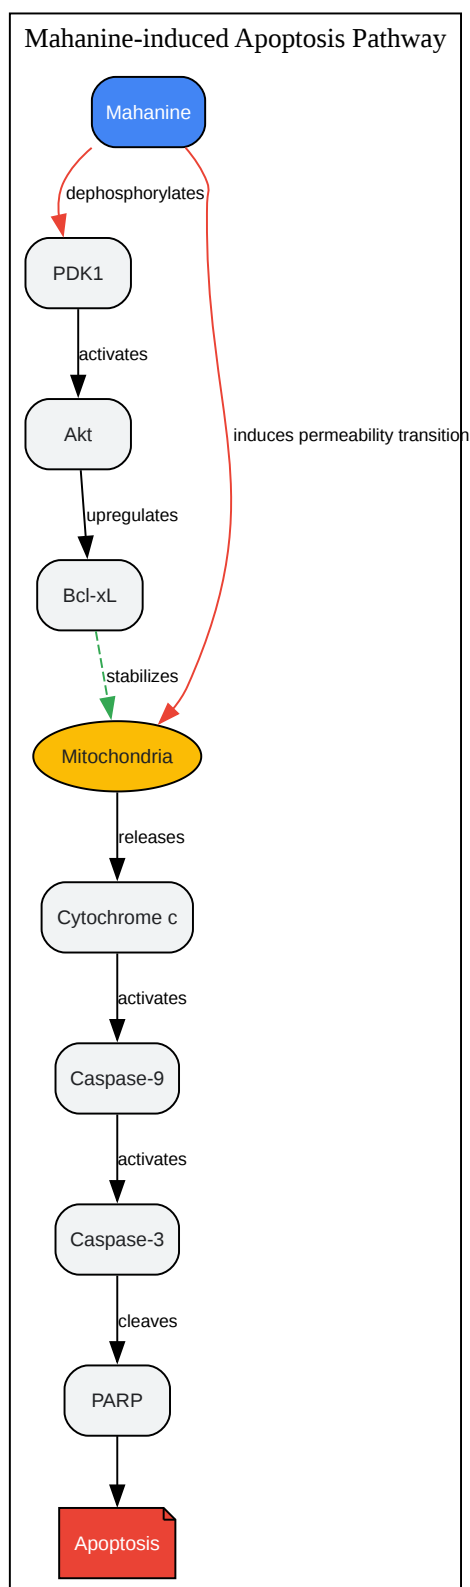 Mahanine-induced Apoptosis Pathway
Mahanine
dephosphorylates
PDK1
activates
Akt
induces permeability transition
upregulates
Bcl-xL
stabilizes
Mitochondria
releases
Cytochrome c
activates
Caspase-9
activates
Caspase-3
cleaves
PARP
Apoptosis